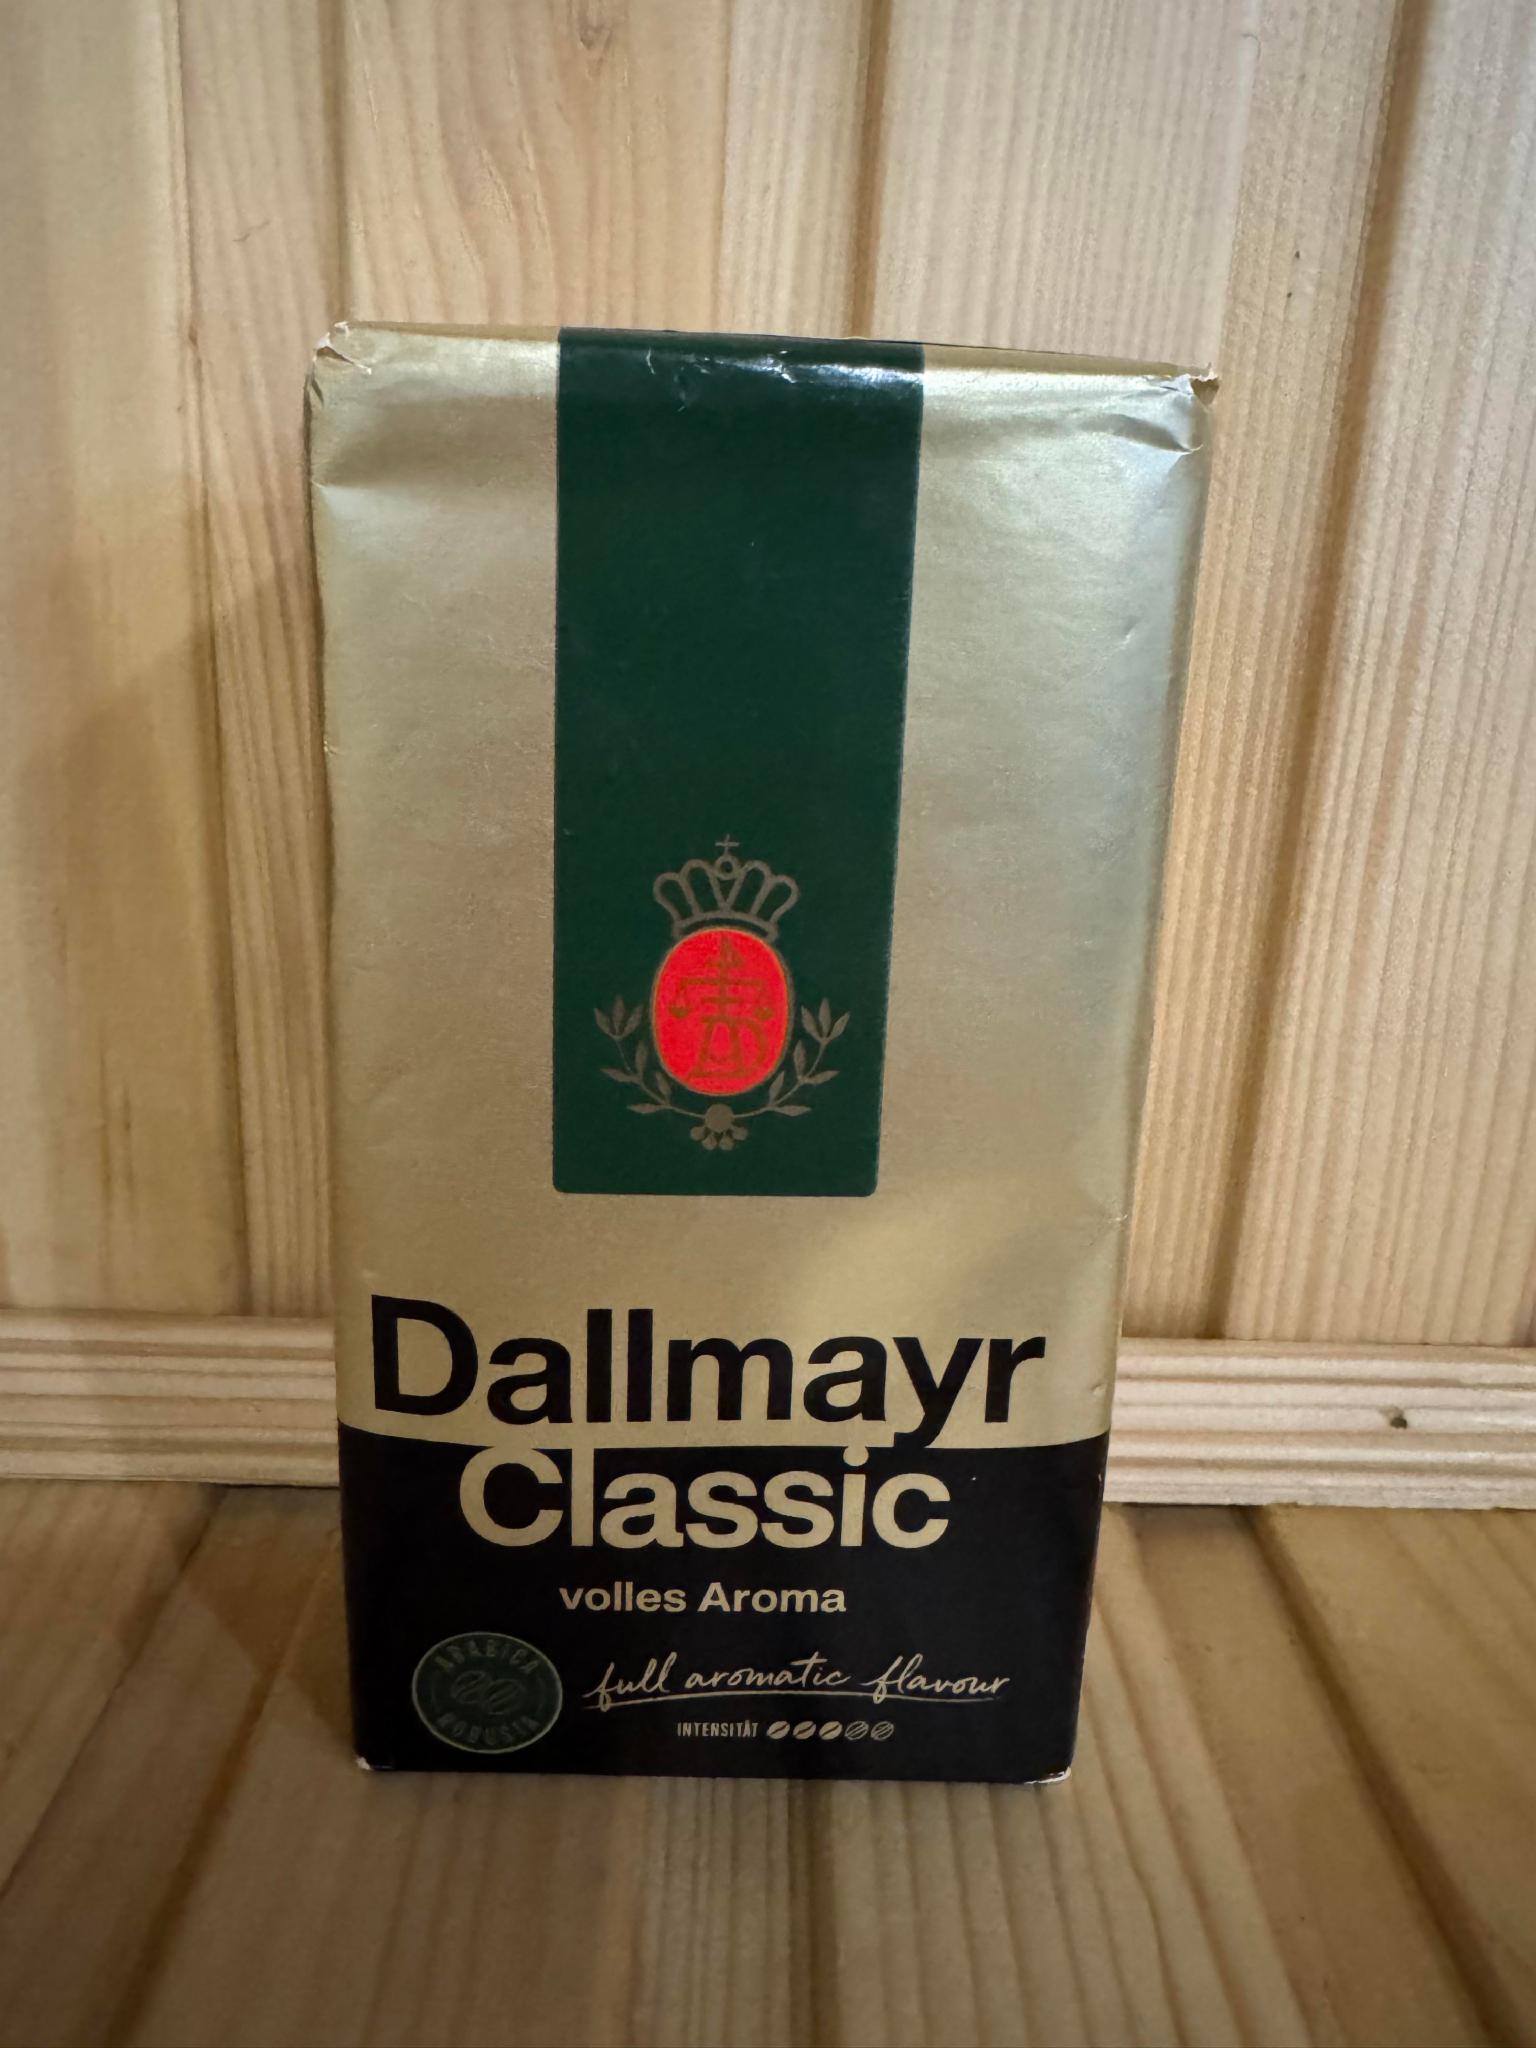 Dallmayr
Classic
volles Aroma
ARABICA
ROBUSTA
full aromatic flavour
INTENSITÄT